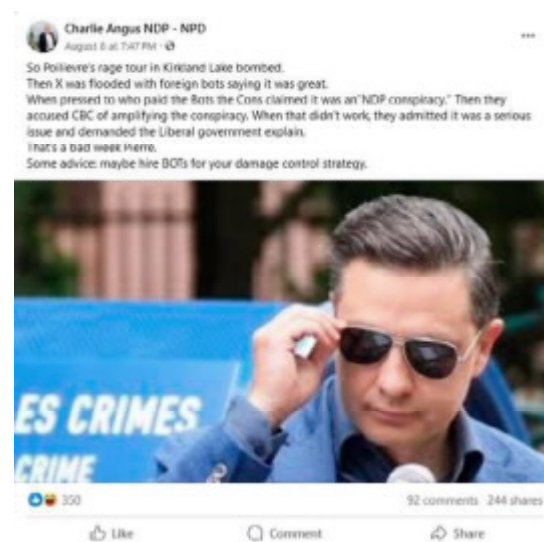 Charlie Angus NDP - NPD
August 8 at 7:47 PM ·
So Poilievre's rage tour in Kirkland Lake bombed.
Then X was flooded with foreign bots saying it was great.
When pressed to who paid the Bots the Cons claimed it was an"NDP conspiracy." Then they
accused CBC of amplifying the conspiracy. When that didn't work, they admitted it was a serious
issue and demanded the Liberal government explain.
That's a bad week Pierre.
Some advice: maybe hire BOTs for your damage control strategy.
ES CRIMES
CRIME
350
92 comments 244 shares
Like Comment Share